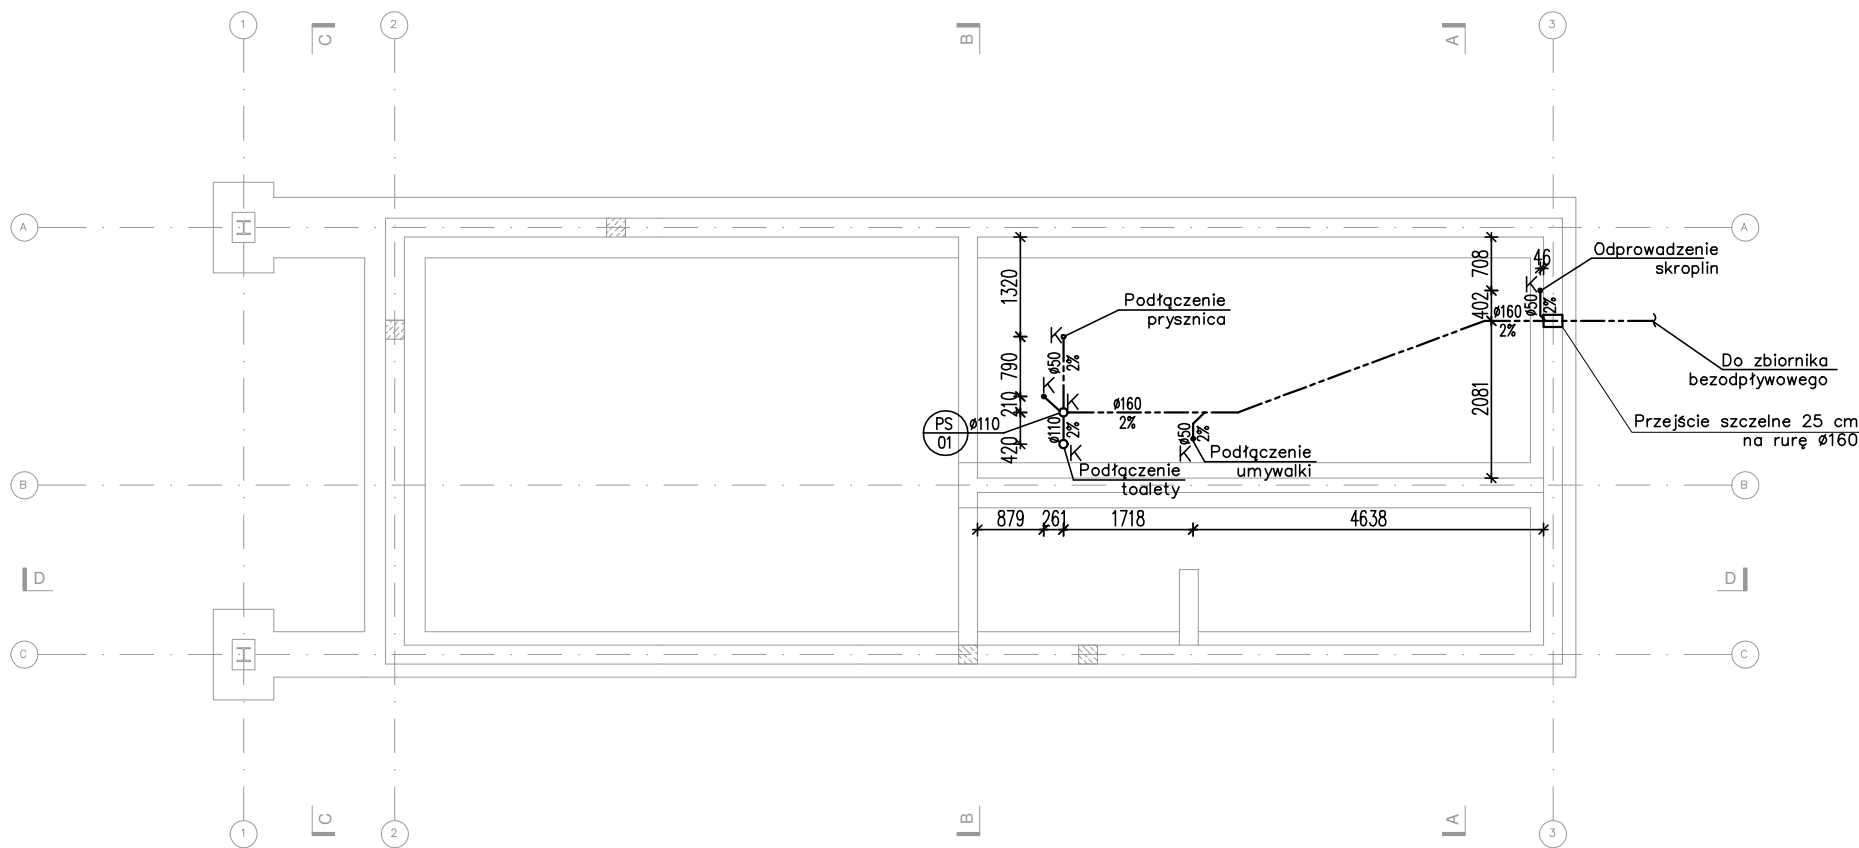 1
2
3
C
B
A
A
A
Odprowadzenie
skroplin
46
708
402
K
ø50
2%
ø160
2%
1320
Podłączenie
prysznica
K
ø50
2%
790
K
210
K
ø160
2%
2081
Do zbiornika
bezodpływowego
Przejście szczelne 25 cm
na rurę ø160
PS
01
ø110
ø110
2%
420
K
Podłączenie
toalety
ø50
2%
K
Podłączenie
umywalki
B
B
879
261
1718
4638
D
D
C
C
C
B
A
1
2
3